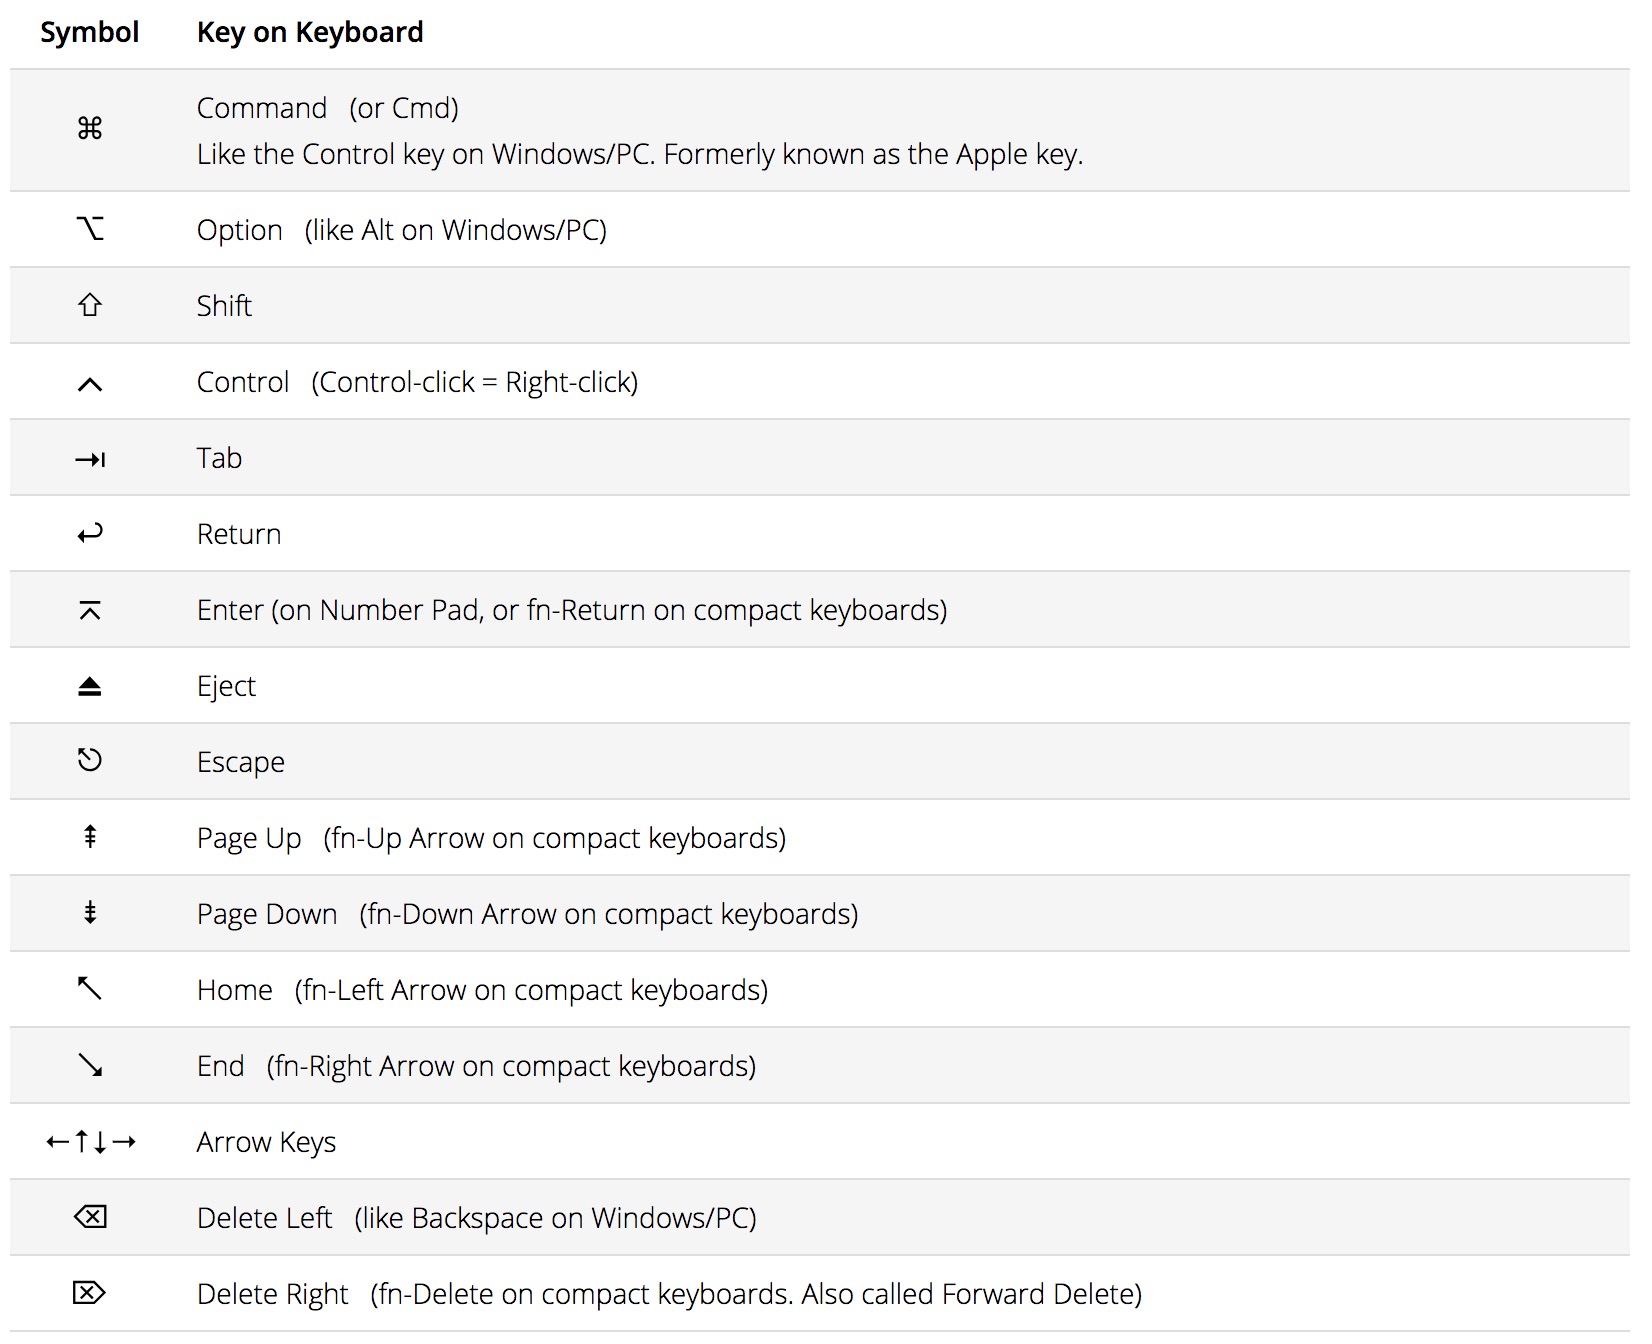 Symbol Key on Keyboard
⌘ Command (or Cmd)
Like the Control key on Windows/PC. Formerly known as the Apple key.
⌥ Option (like Alt on Windows/PC)
⇧ Shift
⌃ Control (Control-click = Right-click)
⇥ Tab
↩ Return
⌤ Enter (on Number Pad, or fn-Return on compact keyboards)
⏏ Eject
⎋ Escape
⇞ Page Up (fn-Up Arrow on compact keyboards)
⇟ Page Down (fn-Down Arrow on compact keyboards)
↖ Home (fn-Left Arrow on compact keyboards)
↘ End (fn-Right Arrow on compact keyboards)
←↑↓→ Arrow Keys
⌫ Delete Left (like Backspace on Windows/PC)
⌦ Delete Right (fn-Delete on compact keyboards. Also called Forward Delete)